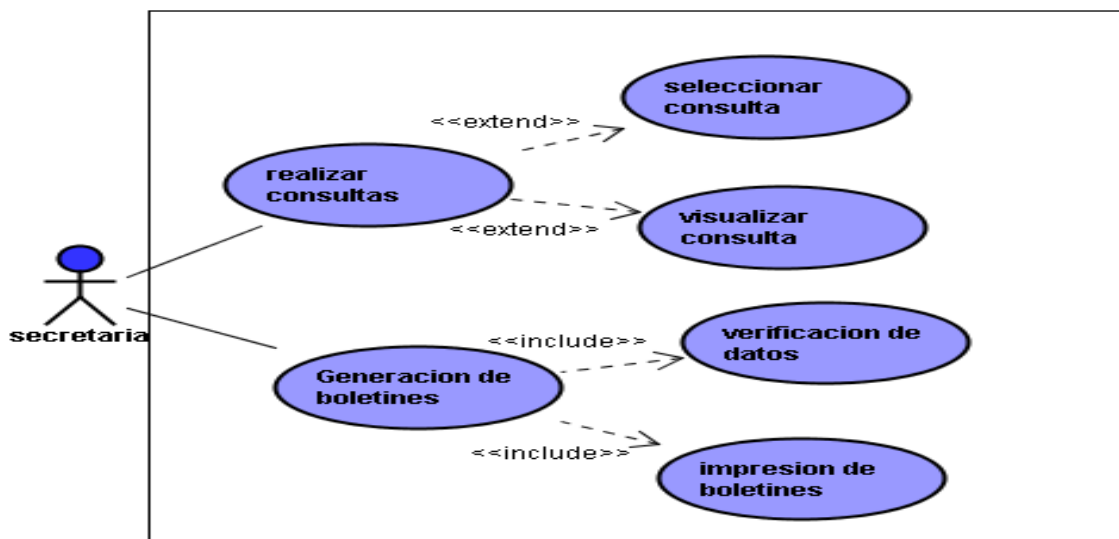 seleccionar
consulta
<<extend>>
realizar
consultas
visualizar
consulta
<<extend>>
secretaria
verificacion de
datos
<<include>>
Generacion de
boletines
<<include>>
impresion de
boletines